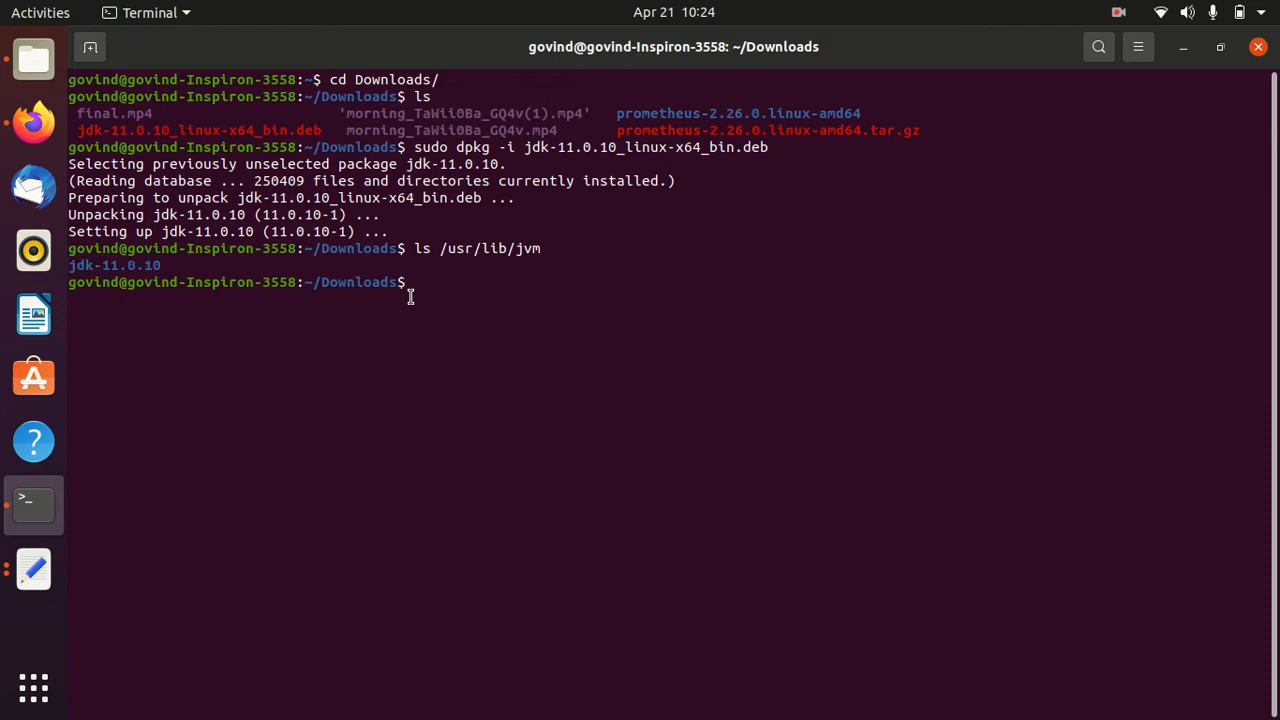 Activities Terminal Apr 21 10:24
govind@govind-Inspiron-3558: ~/Downloads
govind@govind-Inspiron-3558:~$ cd Downloads/
govind@govind-Inspiron-3558:~/Downloads$ ls
final.mp4 'morning_TaWii0Ba_GQ4v(1).mp4' prometheus-2.26.0.linux-amd64
jdk-11.0.10_linux-x64_bin.deb morning_TaWii0Ba_GQ4v.mp4 prometheus-2.26.0.linux-amd64.tar.gz
govind@govind-Inspiron-3558:~/Downloads$ sudo dpkg -i jdk-11.0.10_linux-x64_bin.deb
Selecting previously unselected package jdk-11.0.10.
(Reading database ... 250409 files and directories currently installed.)
Preparing to unpack jdk-11.0.10_linux-x64_bin.deb ...
Unpacking jdk-11.0.10 (11.0.10-1) ...
Setting up jdk-11.0.10 (11.0.10-1) ...
govind@govind-Inspiron-3558:~/Downloads$ ls /usr/lib/jvm
jdk-11.0.10
govind@govind-Inspiron-3558:~/Downloads$